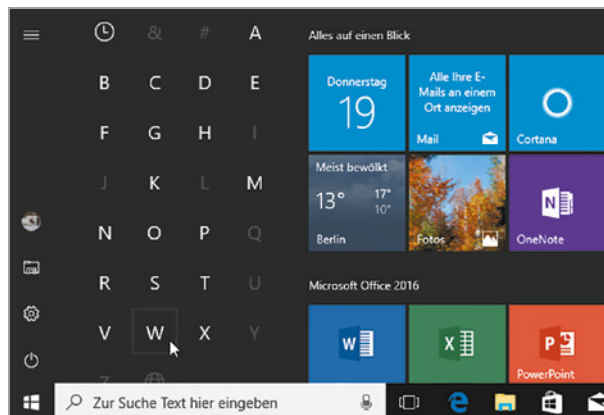 & # A
B C D E
F G H I
J K L M
N O P Q
R S T U
V W X Y
Z
Alles auf einen Blick
Donnerstag
19
Alle Ihre E-
Mails an einem
Ort anzeigen
Mail
Cortana
Meist bewölkt
13° 17°
10°
Berlin
Fotos
OneNote
Microsoft Office 2016
PowerPoint
Zur Suche Text hier eingeben